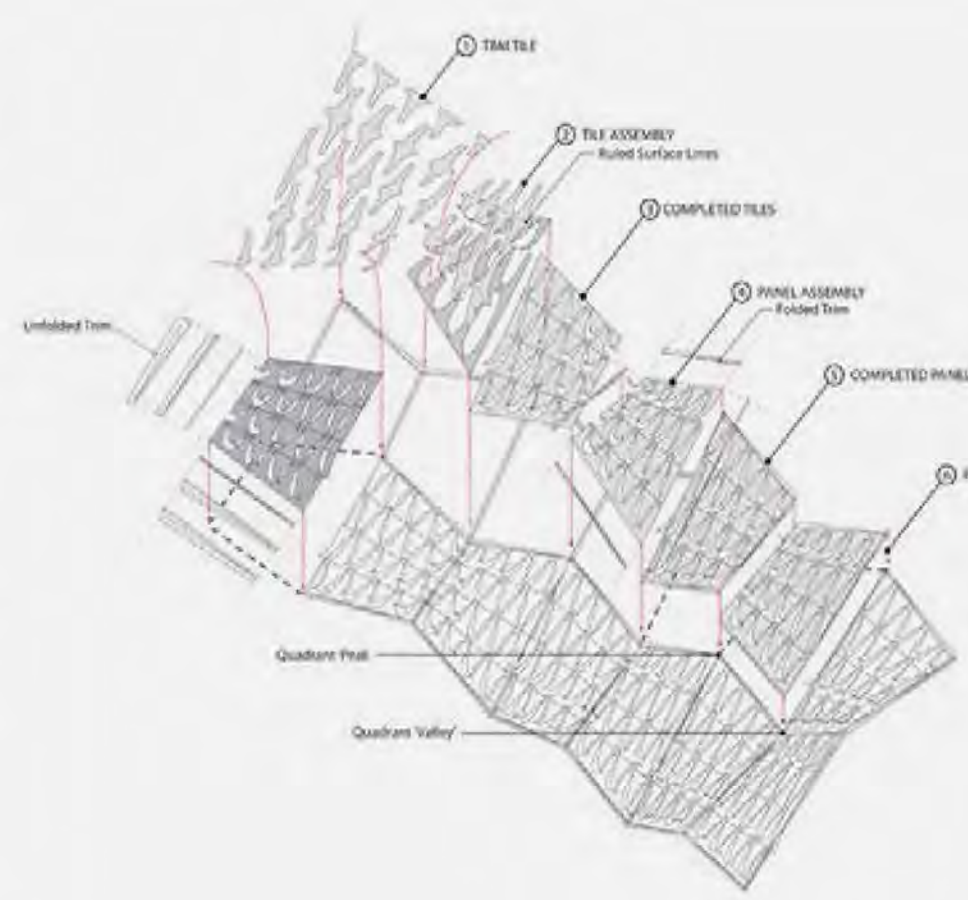 ① TRIM TILE
② TILE ASSEMBLY
Ruled Surface Lines
③ COMPLETED TILES
④ PANEL ASSEMBLY
Folded Trim
Unfolded Trim
⑤ COMPLETED PANEL
⑥
Quadrant 'Peak'
Quadrant 'Valley'